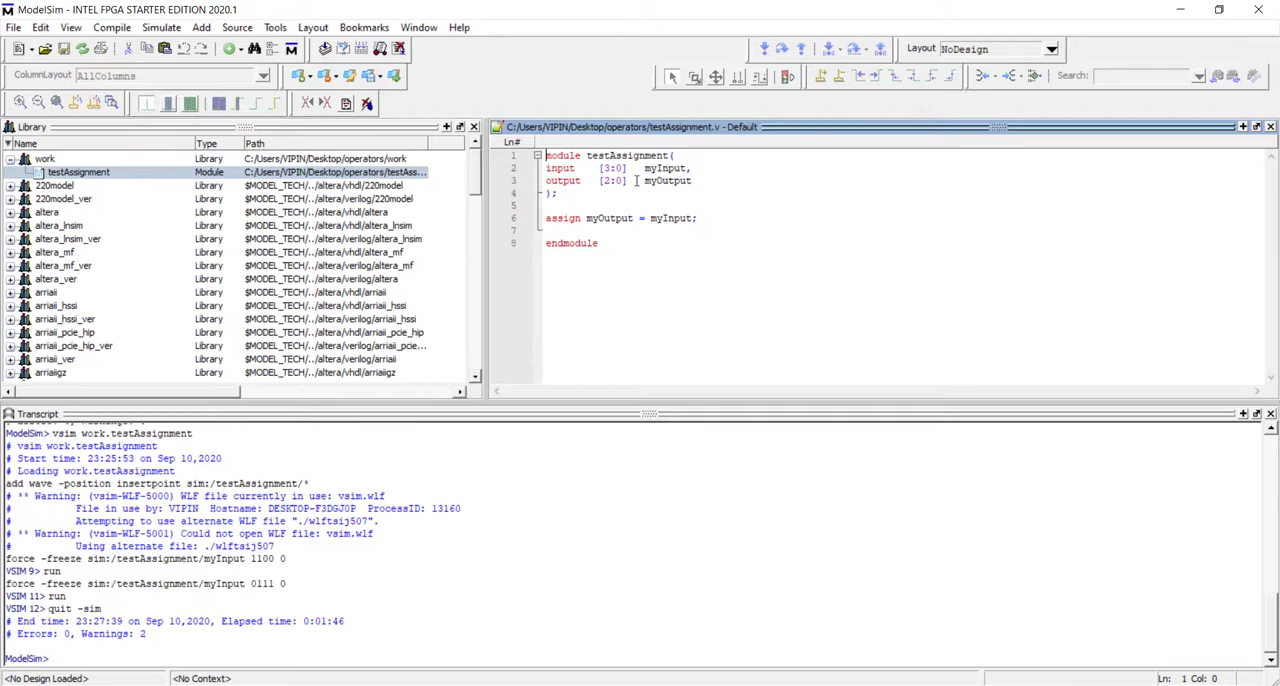 ModelSim - INTEL FPGA STARTER EDITION 2020.1
File Edit View Compile Simulate Add Source Tools Layout Bookmarks Window Help
Layout NoDesign
ColumnLayout AllColumns
Search:
Library
Name Type Path
work Library C:/Users/VIPIN/Desktop/operators/work
testAssignment Module C:/Users/VIPIN/Desktop/operators/testAss...
220model Library $MODEL_TECH/../altera/vhdl/220model
220model_ver Library $MODEL_TECH/../altera/verilog/220model
altera Library $MODEL_TECH/../altera/vhdl/altera
altera_lnsim Library $MODEL_TECH/../altera/vhdl/altera_lnsim
altera_lnsim_ver Library $MODEL_TECH/../altera/verilog/altera_lnsim
altera_mf Library $MODEL_TECH/../altera/vhdl/altera_mf
altera_mf_ver Library $MODEL_TECH/../altera/verilog/altera_mf
altera_ver Library $MODEL_TECH/../altera/verilog/altera
arriaii Library $MODEL_TECH/../altera/vhdl/arriaii
arriaii_hssi Library $MODEL_TECH/../altera/vhdl/arriaii_hssi
arriaii_hssi_ver Library $MODEL_TECH/../altera/verilog/arriaii_hssi
arriaii_pcie_hip Library $MODEL_TECH/../altera/vhdl/arriaii_pcie_hip
arriaii_pcie_hip_ver Library $MODEL_TECH/../altera/verilog/arriaii_pcie...
arriaii_ver Library $MODEL_TECH/../altera/verilog/arriaii
arriaiigz Library $MODEL_TECH/../altera/vhdl/arriaiigz
C:/Users/VIPIN/Desktop/operators/testAssignment.v - Default
Ln#
1 module testAssignment(
2 input [3:0] myInput,
3 output [2:0] myOutput
4 );
5
6 assign myOutput = myInput;
7
8 endmodule
Transcript
ModelSim> vsim work.testAssignment
# vsim work.testAssignment
# Start time: 23:25:53 on Sep 10,2020
# Loading work.testAssignment
add wave -position insertpoint sim:/testAssignment/*
# ** Warning: (vsim-WLF-5000) WLF file currently in use: vsim.wlf
# File in use by: VIPIN Hostname: DESKTOP-F3DGJ0P ProcessID: 13160
# Attempting to use alternate WLF file "./wlftsij507".
# ** Warning: (vsim-WLF-5001) Could not open WLF file: vsim.wlf
# Using alternate file: ./wlftsij507
force -freeze sim:/testAssignment/myInput 1100 0
VSIM 9> run
force -freeze sim:/testAssignment/myInput 0111 0
VSIM 11> run
VSIM 12> quit -sim
# End time: 23:27:39 on Sep 10,2020, Elapsed time: 0:01:46
# Errors: 0, Warnings: 2
ModelSim>
<No Design Loaded> <No Context> Ln: 1 Col: 0